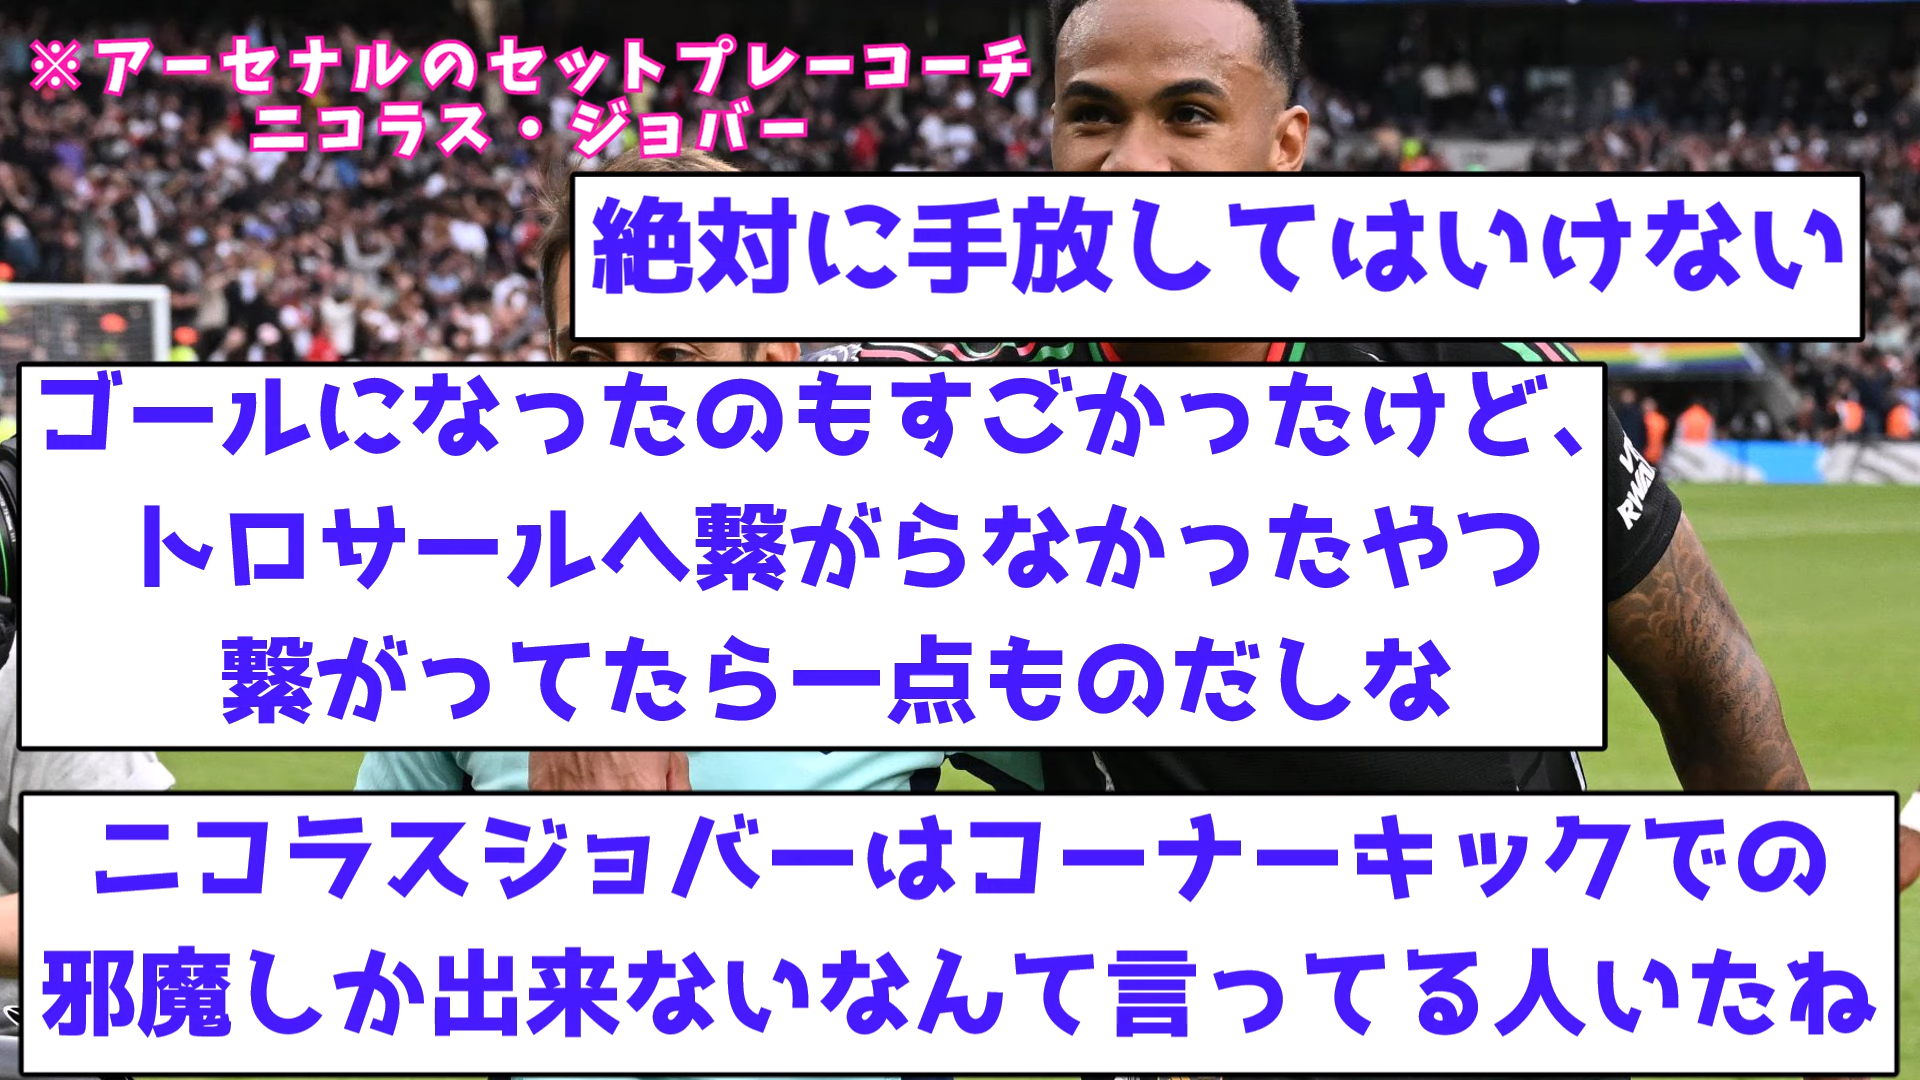 ※アーセナルのセットプレーコーチ
ニコラス・ジョバー
絶対に手放してはいけない
ゴールになったのもすごかったけど、
トロサールへ繋がらなかったやつ
繋がってたら一点ものだしな
ニコラスジョバーはコーナーキックでの
邪魔しか出来ないなんて言ってる人いたね